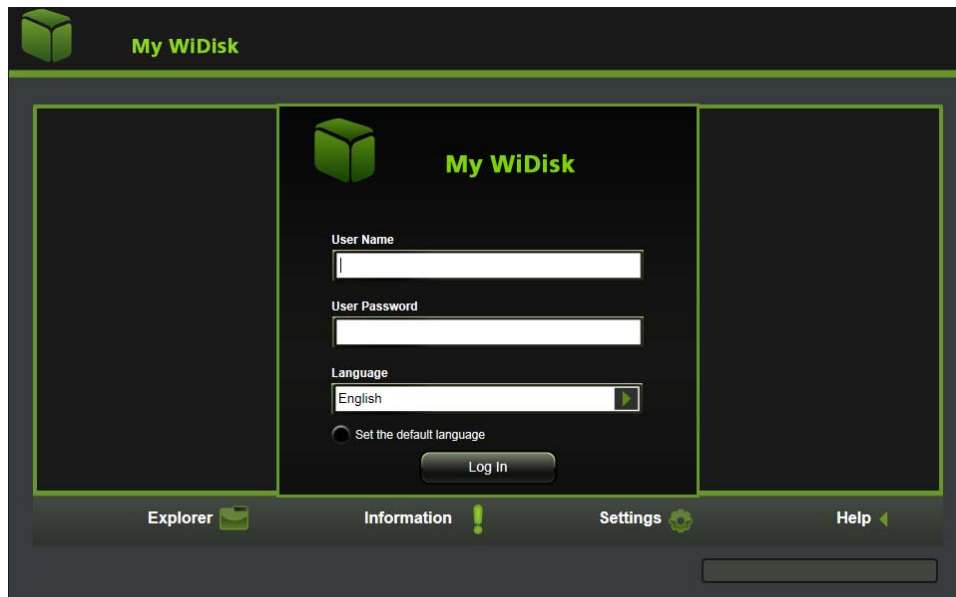 My WiDisk
My WiDisk
User Name
User Password
Language
English
Set the default language
Log In
Explorer Information Settings Help